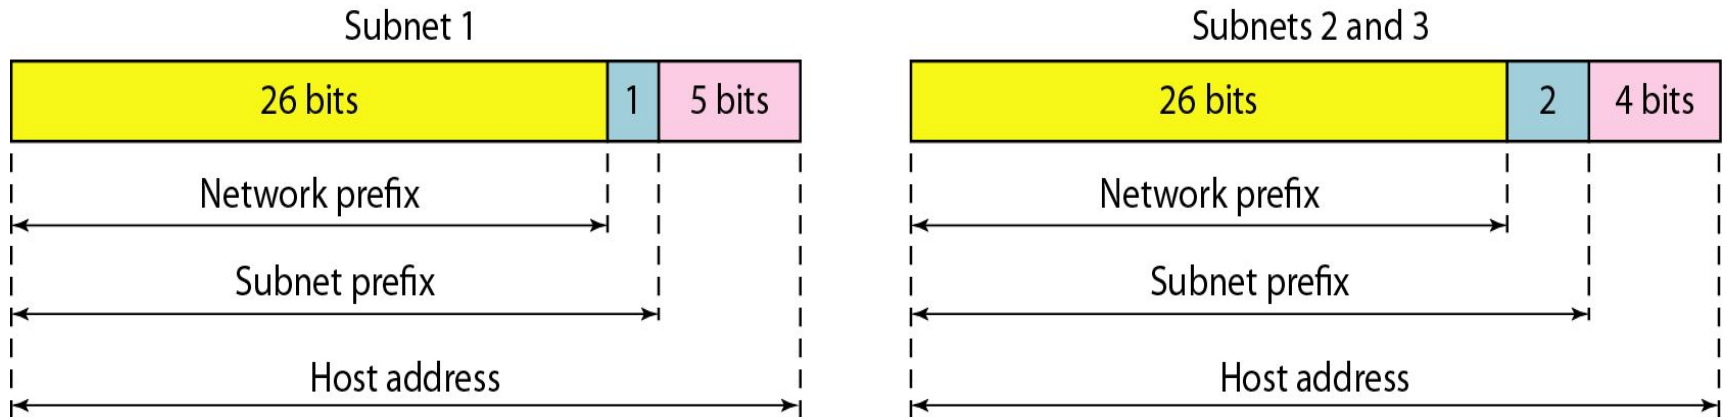 Subnet 1
26 bits
1
5 bits
Network prefix
Subnet prefix
Host address
Subnets 2 and 3
26 bits
2
4 bits
Network prefix
Subnet prefix
Host address